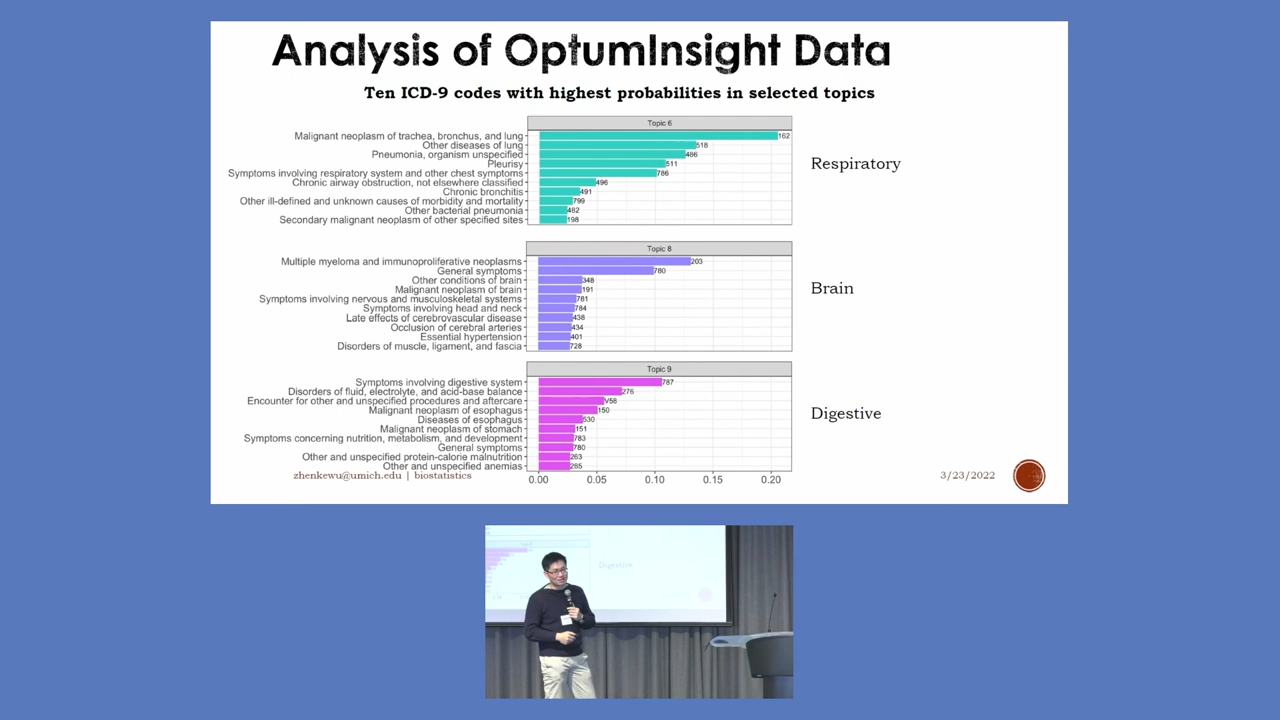 Analysis of OptumInsight Data
Ten ICD-9 codes with highest probabilities in selected topics
Topic 6
Malignant neoplasm of trachea, bronchus, and lung 162
Other diseases of lung 518
Pneumonia, organism unspecified 486
Pleurisy 511
Symptoms involving respiratory system and other chest symptoms 786
Chronic airway obstruction, not elsewhere classified 496
Chronic bronchitis 491
Other ill-defined and unknown causes of morbidity and mortality 799
Other bacterial pneumonia 482
Secondary malignant neoplasm of other specified sites 198
Respiratory
Topic 8
Multiple myeloma and immunoproliferative neoplasms 203
General symptoms 780
Other conditions of brain 348
Malignant neoplasm of brain 191
Symptoms involving nervous and musculoskeletal systems 781
Symptoms involving head and neck 784
Late effects of cerebrovascular disease 438
Occlusion of cerebral arteries 434
Essential hypertension 401
Disorders of muscle, ligament, and fascia 728
Brain
Topic 9
Symptoms involving digestive system 787
Disorders of fluid, electrolyte, and acid-base balance 276
Encounter for other and unspecified procedures and aftercare V58
Malignant neoplasm of esophagus 150
Diseases of esophagus 530
Malignant neoplasm of stomach 151
Symptoms concerning nutrition, metabolism, and development 783
General symptoms 780
Other and unspecified protein-calorie malnutrition 263
Other and unspecified anemias 285
Digestive
0.00 0.05 0.10 0.15 0.20
zhenkewu@umich.edu | biostatistics
3/23/2022
Digestive